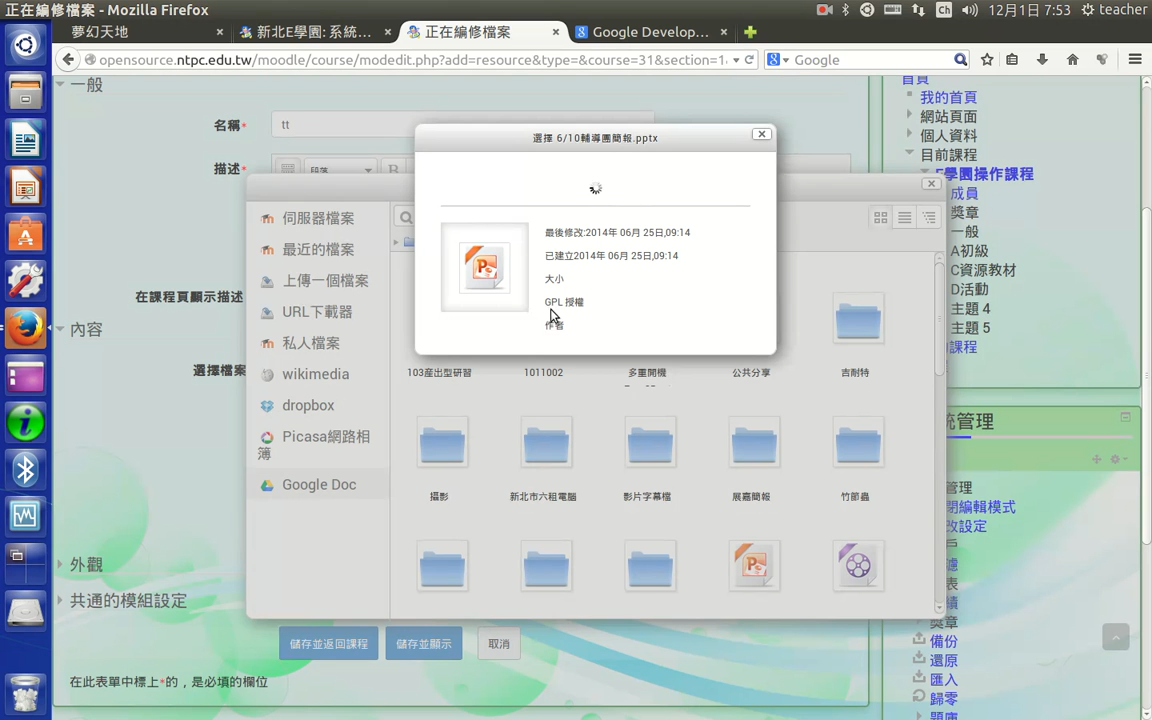 正在編修檔案 - Mozilla Firefox
Ch
12月1日 7:53
teacher
夢幻天地
新北E學園: 系統...
正在編修檔案
Google Develop...
opensource.ntpc.edu.tw/moodle/course/modedit.php?add=resource&type=&course=31&section=1
Google
一般
名稱*
tt
描述*
段落
B
在課程頁顯示描述
內容
選擇檔案
外觀
共通的模組設定
儲存並返回課程
儲存並顯示
取消
在此表單中標上*的，是必填的欄位
選擇 6/10輔導團簡報.pptx
最後修改:2014年 06月 25日,09:14
已建立2014年 06月 25日,09:14
大小
GPL 授權
作者
伺服器檔案
最近的檔案
上傳一個檔案
URL下載器
私人檔案
wikimedia
dropbox
Picasa網路相
簿
Google Doc
103産出型研習
1011002
多重開機
公共分享
吉耐特
攝影
新北市六租電腦
影片字幕檔
展嘉簡報
竹節蟲
首頁
我的首頁
網站頁面
個人資料
目前課程
E學園操作課程
成員
獎章
一般
A初級
C資源教材
D活動
主題 4
主題 5
課程
統管理
管理
閉編輯模式
改設定
戶
濾
表
績
獎章
備份
還原
匯入
歸零
題庫